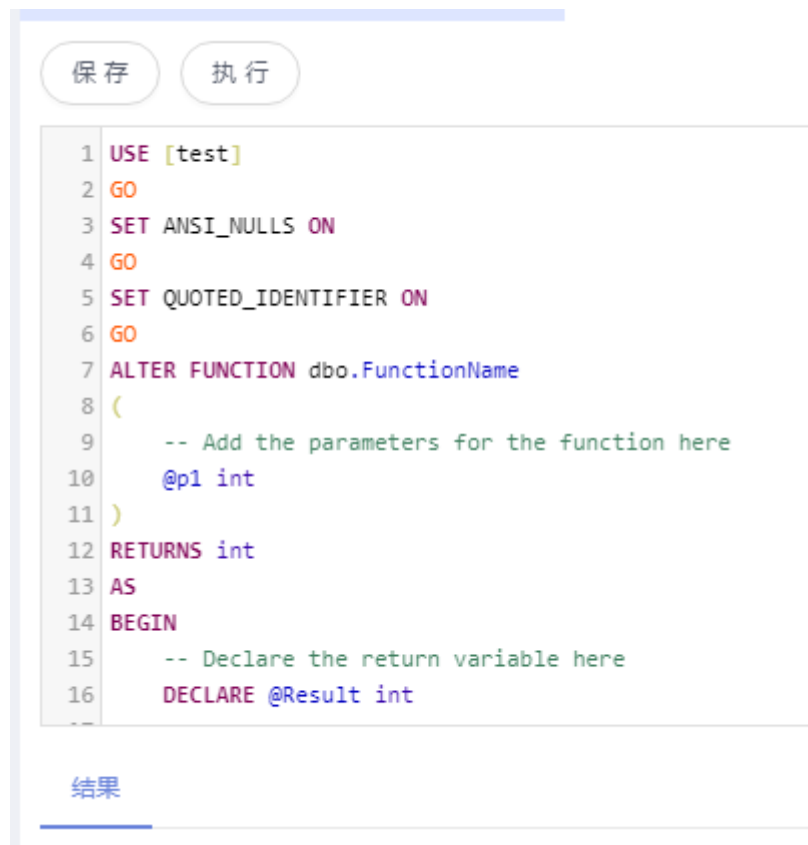 保存 执行
1 USE [test]
2 GO
3 SET ANSI_NULLS ON
4 GO
5 SET QUOTED_IDENTIFIER ON
6 GO
7 ALTER FUNCTION dbo.FunctionName
8 (
9     -- Add the parameters for the function here
10     @p1 int
11 )
12 RETURNS int
13 AS
14 BEGIN
15     -- Declare the return variable here
16     DECLARE @Result int
结果